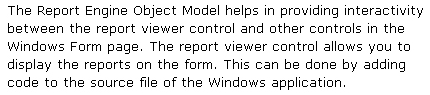 The Report Engine Object Model helps in providing interactivity
between the report viewer control and other controls in the
Windows Form page. The report viewer control allows you to
display the reports on the form. This can be done by adding
code to the source file of the Windows application.